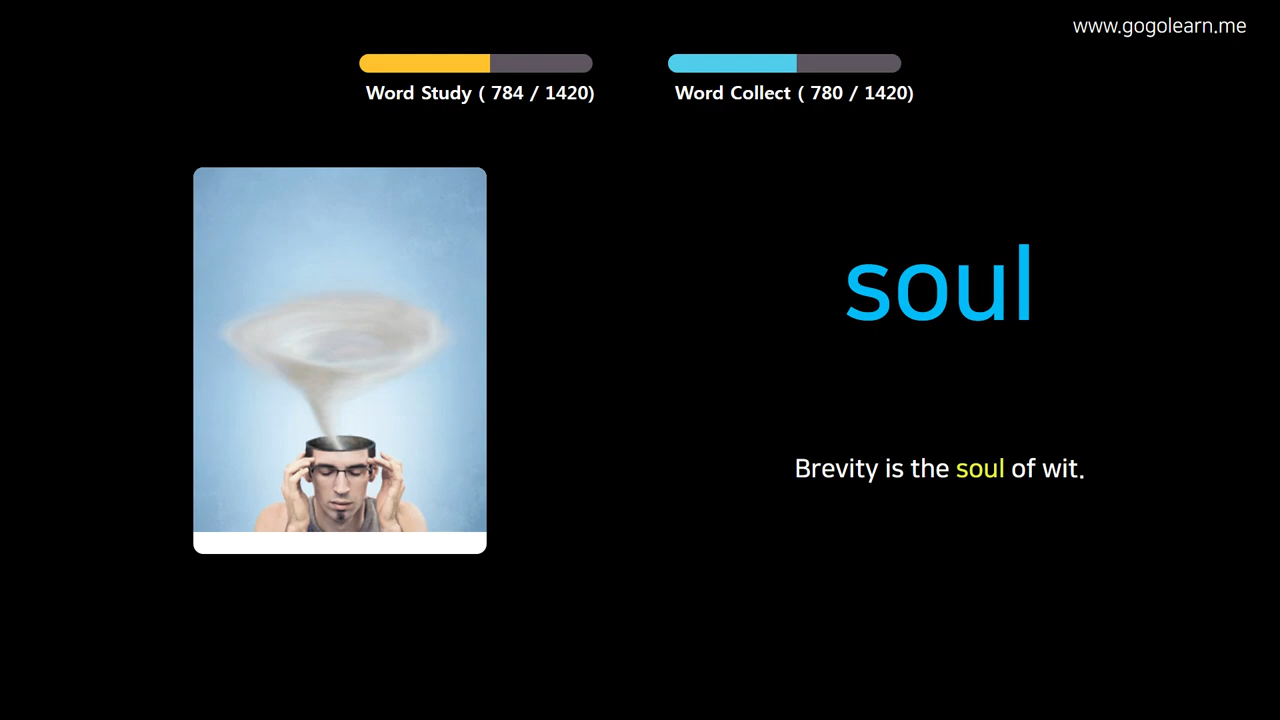 www.gogolearn.me
Word Study ( 784 / 1420)
Word Collect ( 780 / 1420)
soul
Brevity is the soul of wit.